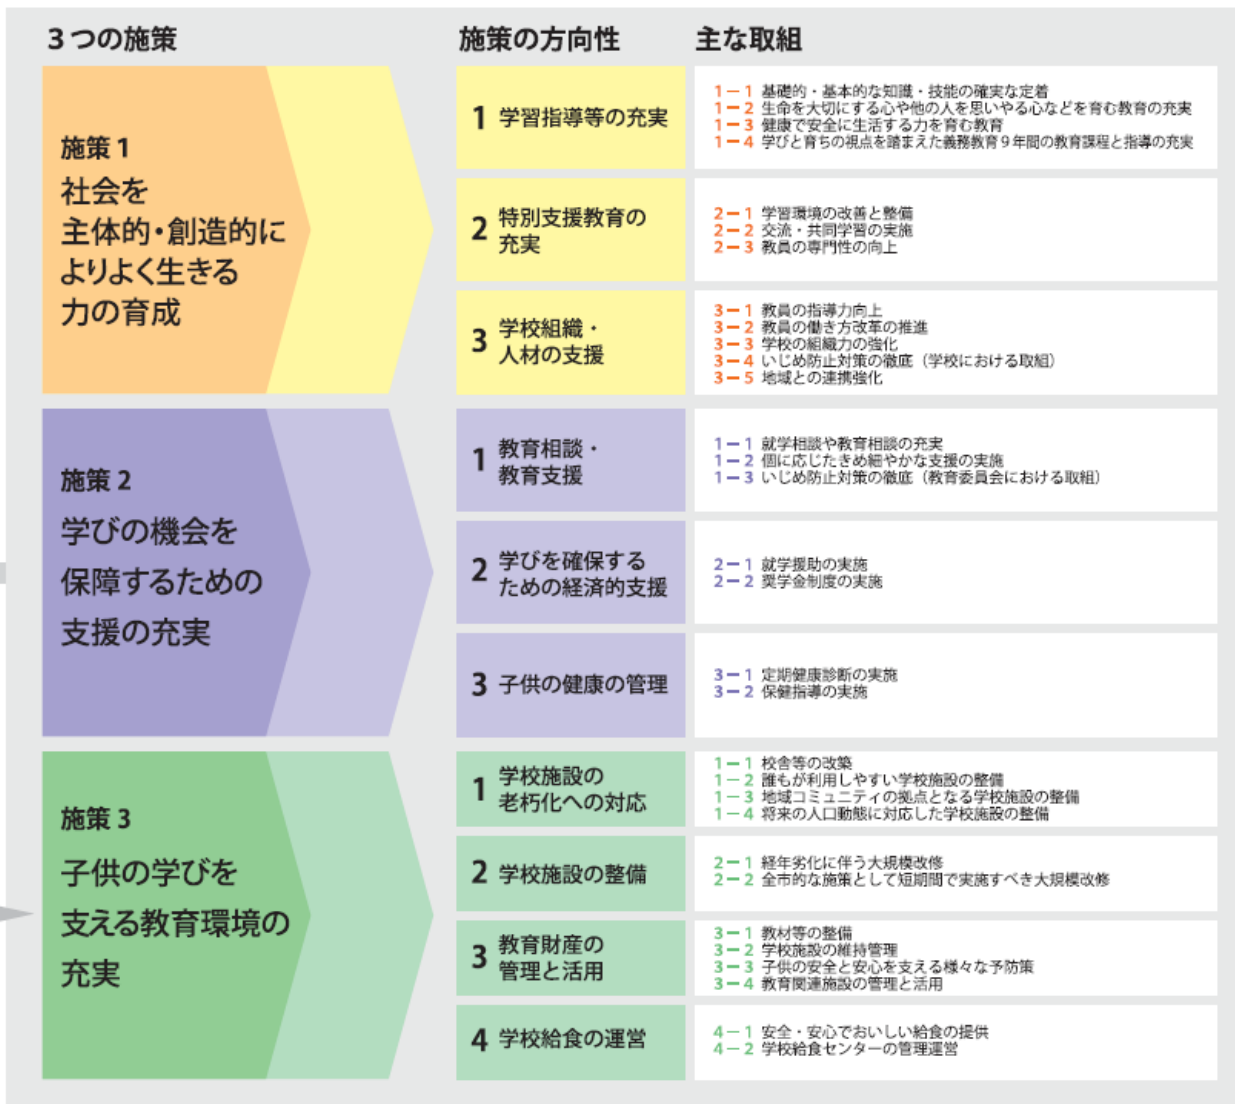 3つの施策
施策の方向性
主な取組
施策1
社会を
主体的・創造的に
よりよく生きる
力の育成
1 学習指導等の充実
1－1 基礎的・基本的な知識・技能の確実な定着
1－2 生命を大切にする心や他の人を思いやる心などを育む教育の充実
1－3 健康で安全に生活する力を育む教育
1－4 学びと育ちの視点を踏まえた義務教育9年間の教育課程と指導の充実
2 特別支援教育の
充実
2－1 学習環境の改善と整備
2－2 交流・共同学習の実施
2－3 教員の専門性の向上
3 学校組織・
人材の支援
3－1 教員の指導力向上
3－2 教員の働き方改革の推進
3－3 学校の組織力の強化
3－4 いじめ防止対策の徹底（学校における取組）
3－5 地域との連携強化
施策2
学びの機会を
保障するための
支援の充実
1 教育相談・
教育支援
1－1 就学相談や教育相談の充実
1－2 個に応じたきめ細やかな支援の実施
1－3 いじめ防止対策の徹底（教育委員会における取組）
2 学びを確保する
ための経済的支援
2－1 就学援助の実施
2－2 奨学金制度の実施
3 子供の健康の管理
3－1 定期健康診断の実施
3－2 保健指導の実施
施策3
子供の学びを
支える教育環境の
充実
1 学校施設の
老朽化への対応
1－1 校舎等の改築
1－2 誰もが利用しやすい学校施設の整備
1－3 地域コミュニティの拠点となる学校施設の整備
1－4 将来の人口動態に対応した学校施設の整備
2 学校施設の整備
2－1 経年劣化に伴う大規模改修
2－2 全市的な施策として短期間で実施すべき大規模改修
3 教育財産の
管理と活用
3－1 教材等の整備
3－2 学校施設の維持管理
3－3 子供の安全と安心を支える様々な予防策
3－4 教育関連施設の管理と活用
4 学校給食の運営
4－1 安全・安心でおいしい給食の提供
4－2 学校給食センターの管理運営